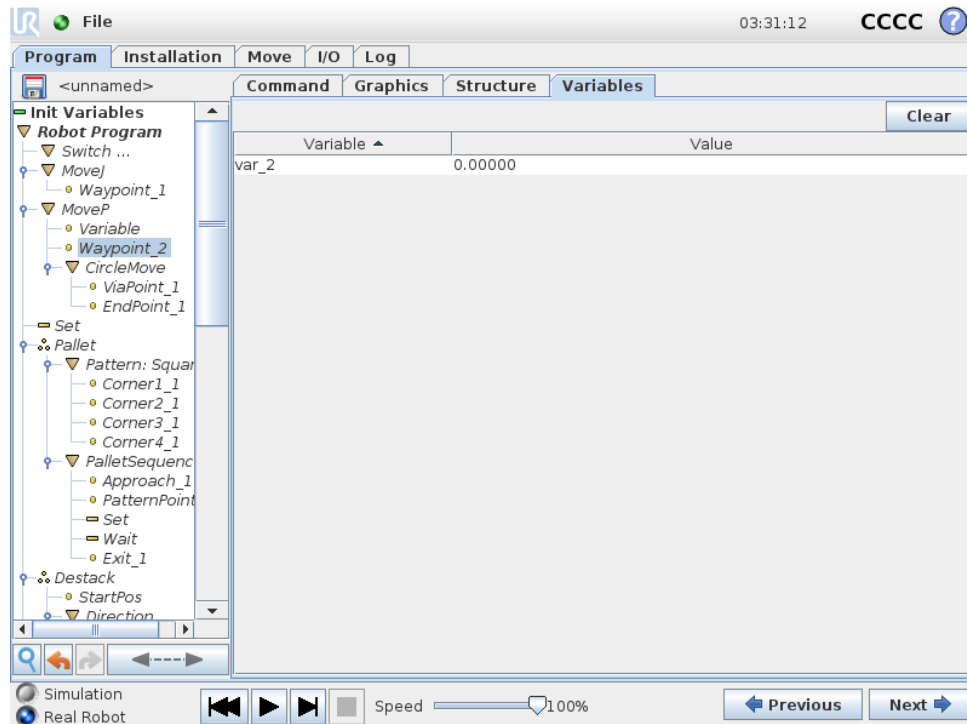 UR File 03:31:12 CCCC ?
Program Installation Move I/O Log
<unnamed> Command Graphics Structure Variables
Clear
Variable Value
var_2 0.00000
Init Variables
Robot Program
Switch ...
MoveJ
Waypoint_1
MoveP
Variable
Waypoint_2
CircleMove
ViaPoint_1
EndPoint_1
Set
Pallet
Pattern: Squar
Corner1_1
Corner2_1
Corner3_1
Corner4_1
PalletSequenc
Approach_1
PatternPoint
Set
Wait
Exit_1
Destack
StartPos
Direction
Simulation
Real Robot
Speed 100% Previous Next